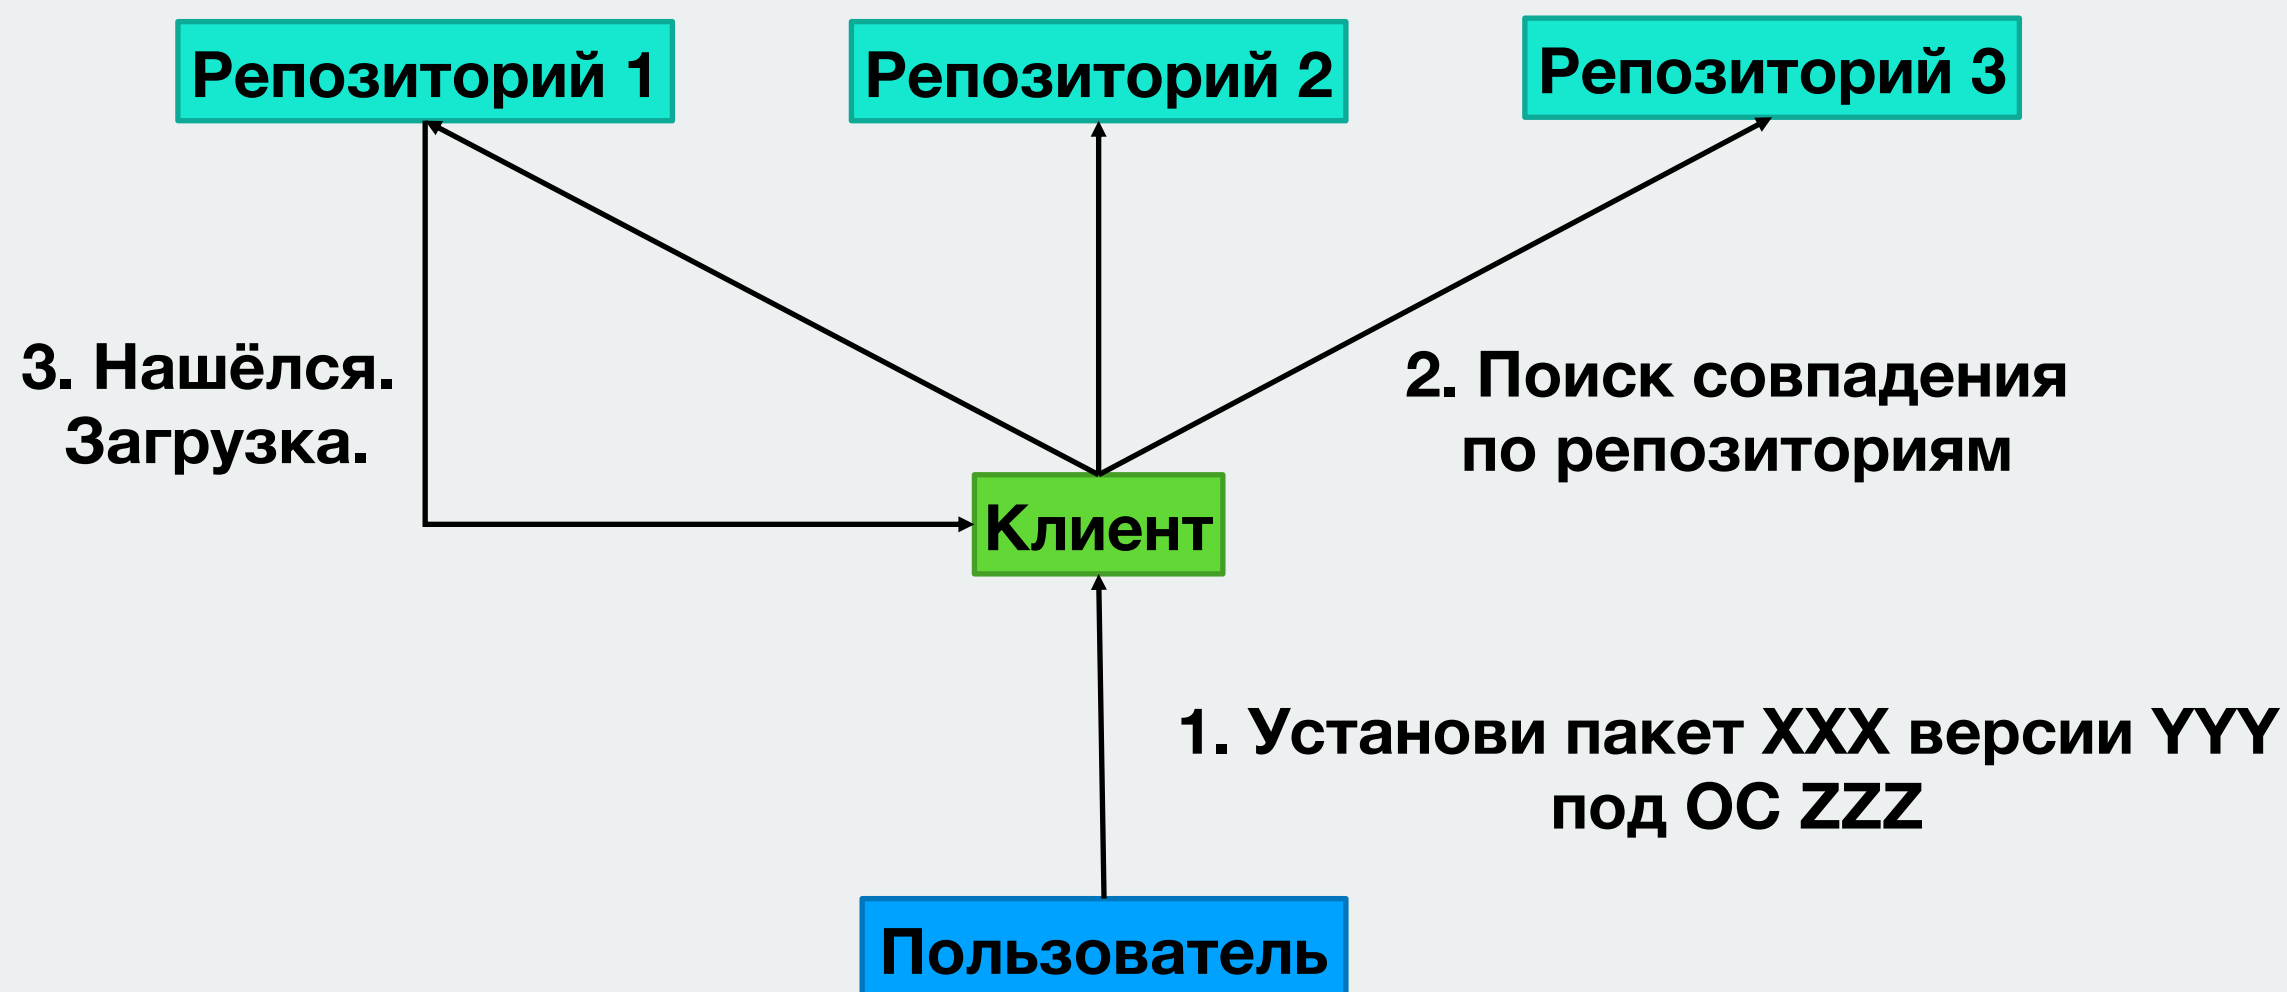 Репозиторий 1
Репозиторий 2
Репозиторий 3
3. Нашёлся.
Загрузка.
2. Поиск совпадения
по репозиториям
Клиент
1. Установи пакет XXX версии YYY
под ОС ZZZ
Пользователь